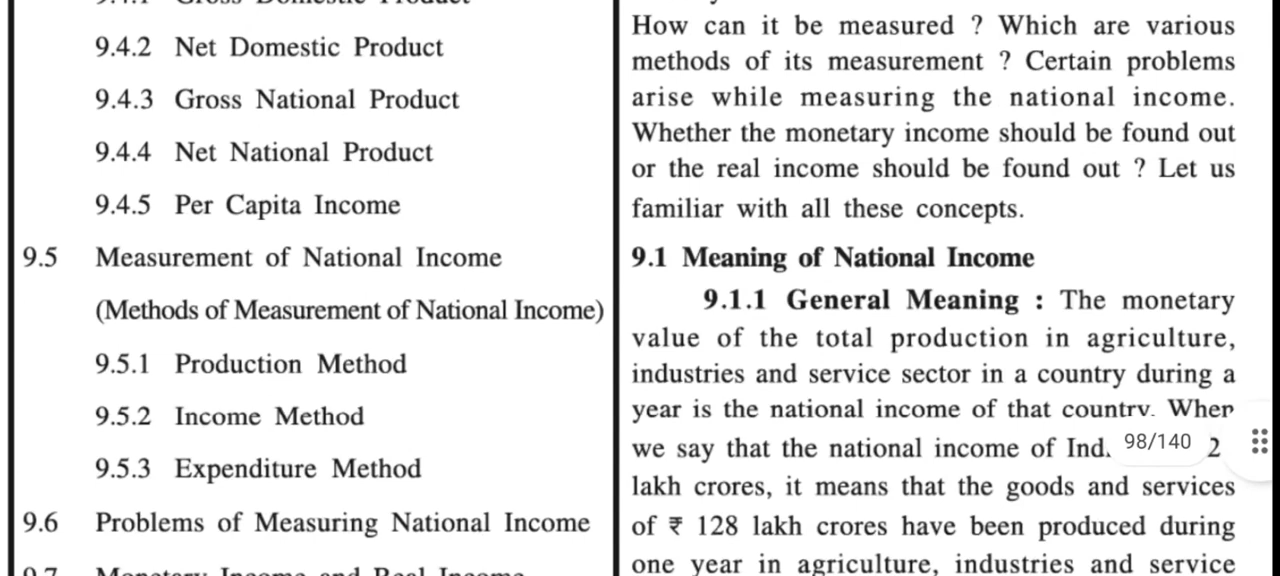 9.4.2 Net Domestic Product
9.4.3 Gross National Product
9.4.4 Net National Product
9.4.5 Per Capita Income
9.5 Measurement of National Income
(Methods of Measurement of National Income)
9.5.1 Production Method
9.5.2 Income Method
9.5.3 Expenditure Method
9.6 Problems of Measuring National Income
9.7 Monetary Income and Real Income
How can it be measured ? Which are various
methods of its measurement ? Certain problems
arise while measuring the national income.
Whether the monetary income should be found out
or the real income should be found out ? Let us
familiar with all these concepts.
9.1 Meaning of National Income
9.1.1 General Meaning : The monetary
value of the total production in agriculture,
industries and service sector in a country during a
year is the national income of that country. When
we say that the national income of
lakh crores, it means that the goods and services
of ₹ 128 lakh crores have been produced during
one year in agriculture, industries and service
98/140